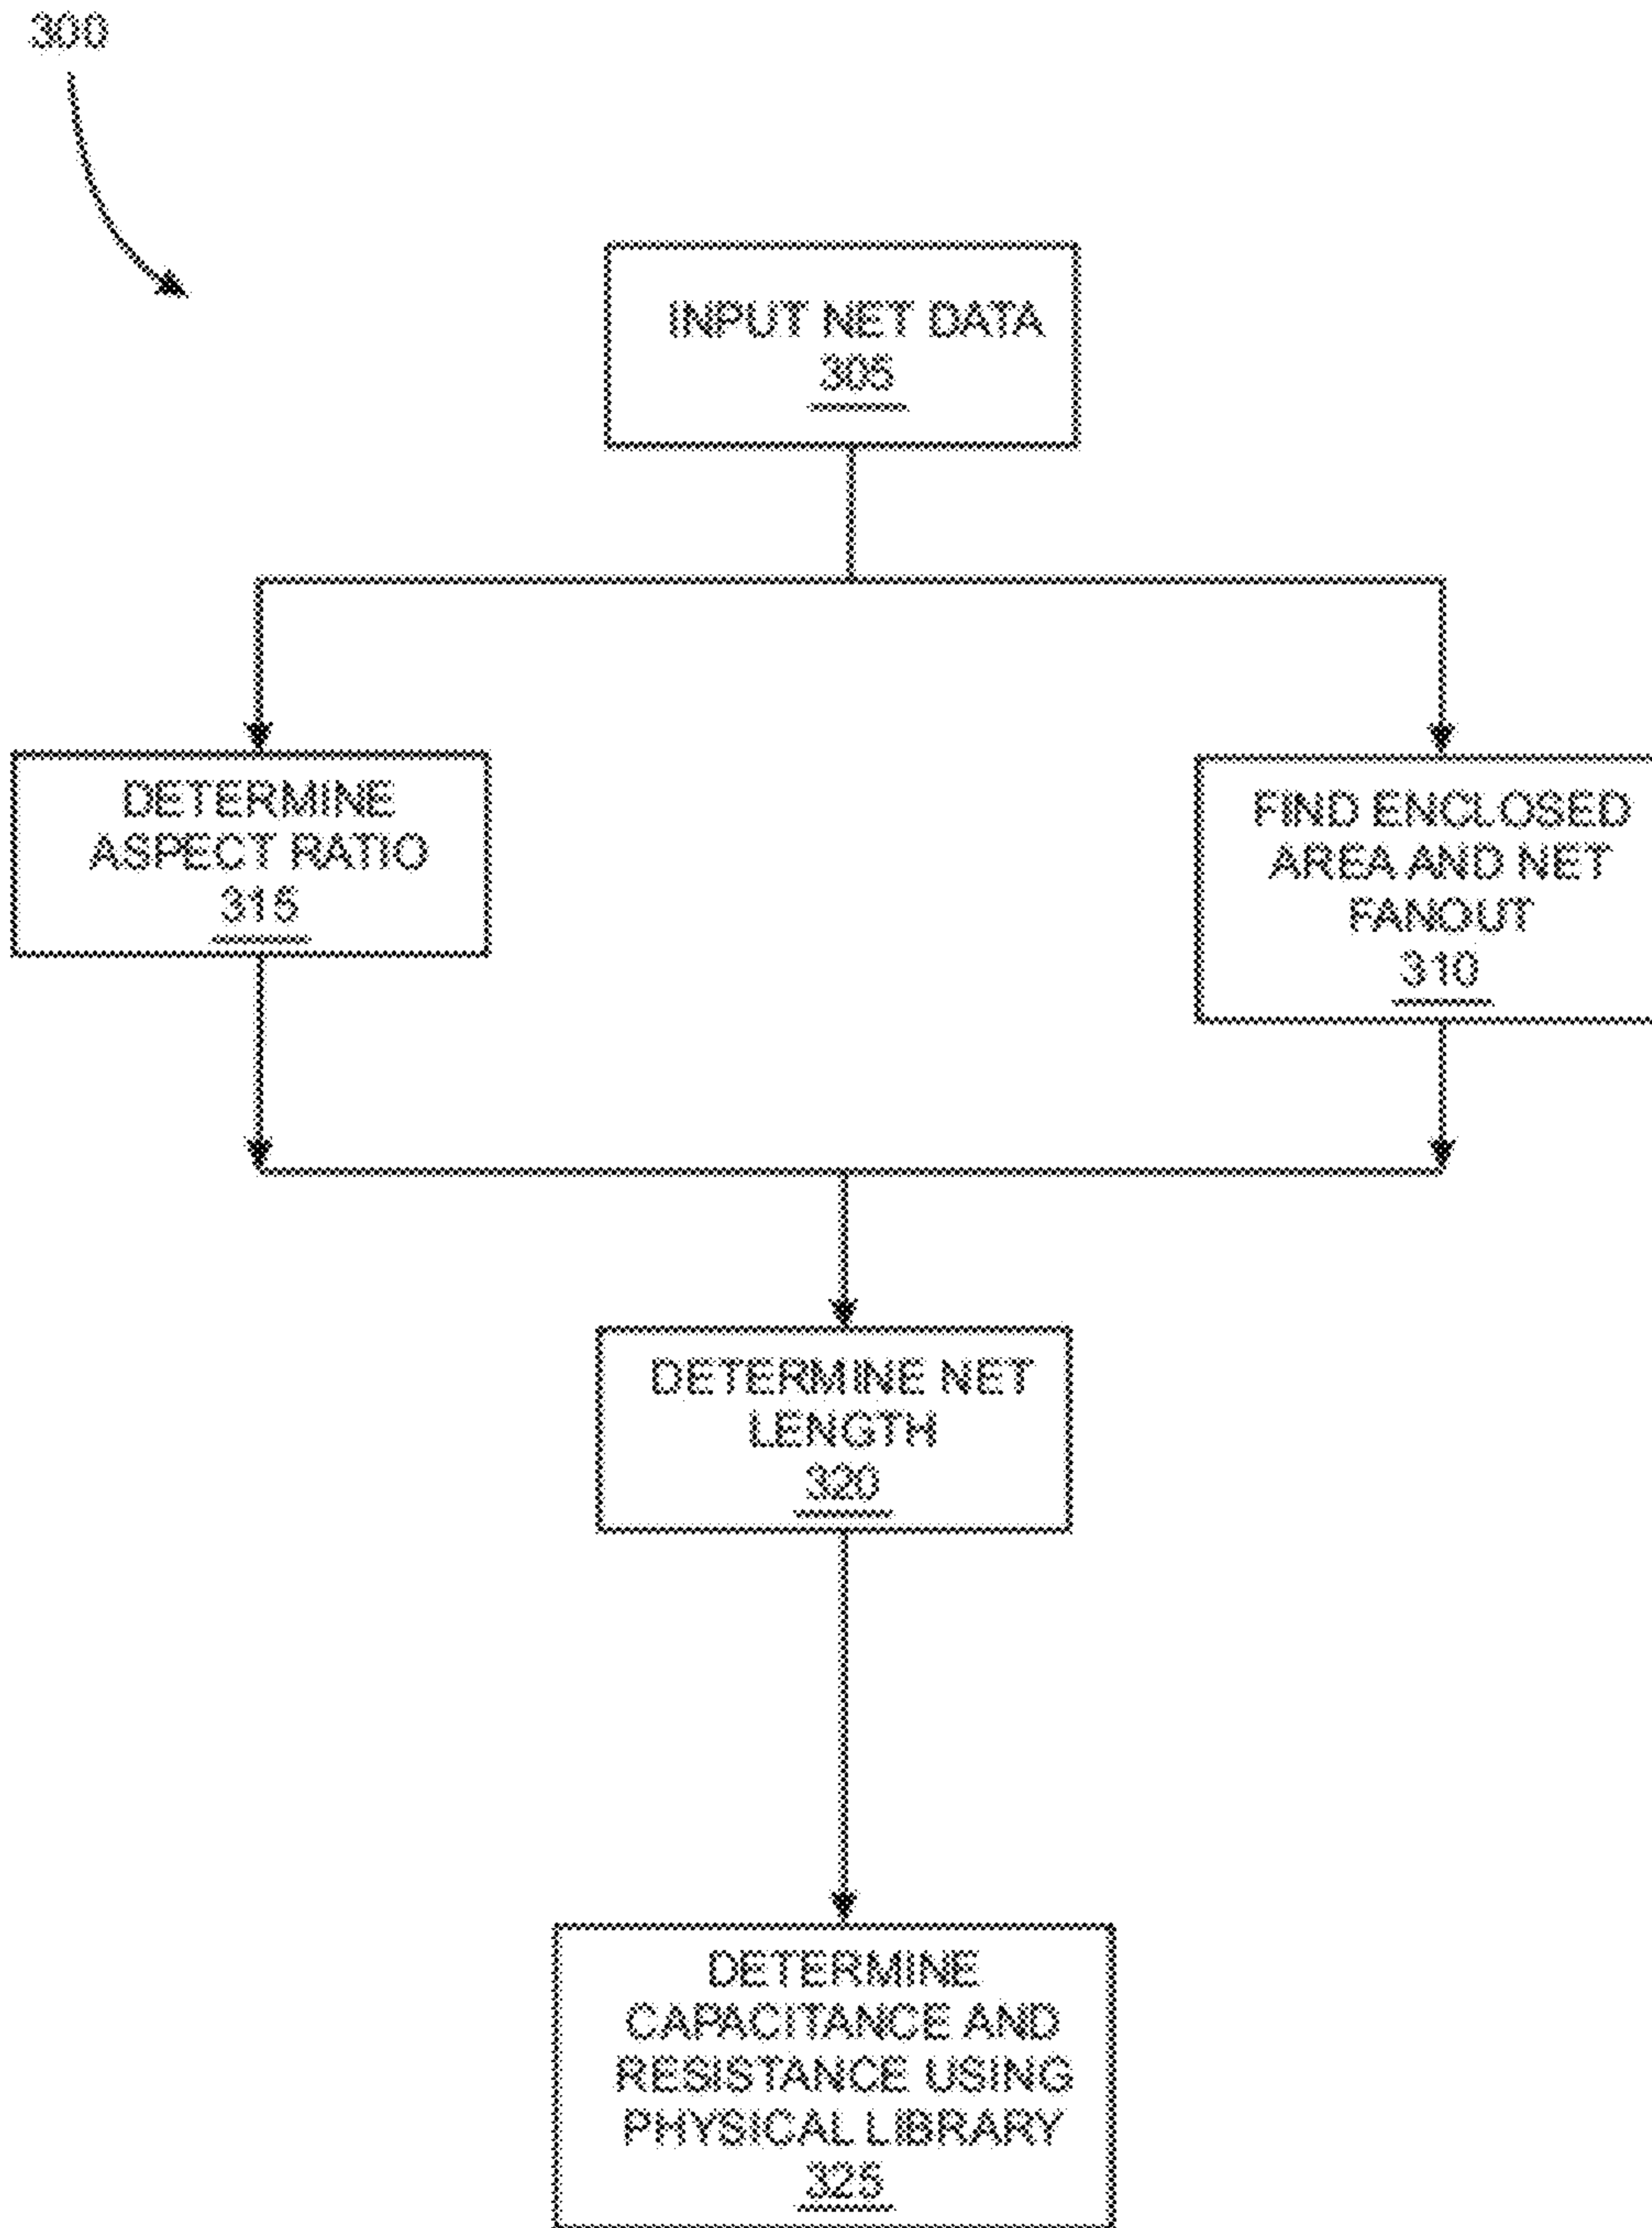 300
INPUT NET DATA
305
DETERMINE
ASPECT RATIO
315
FIND ENCLOSED
AREA AND NET
FANOUT
310
DETERMINE NET
LENGTH
320
DETERMINE
CAPACITANCE AND
RESISTANCE USING
PHYSICAL LIBRARY
325